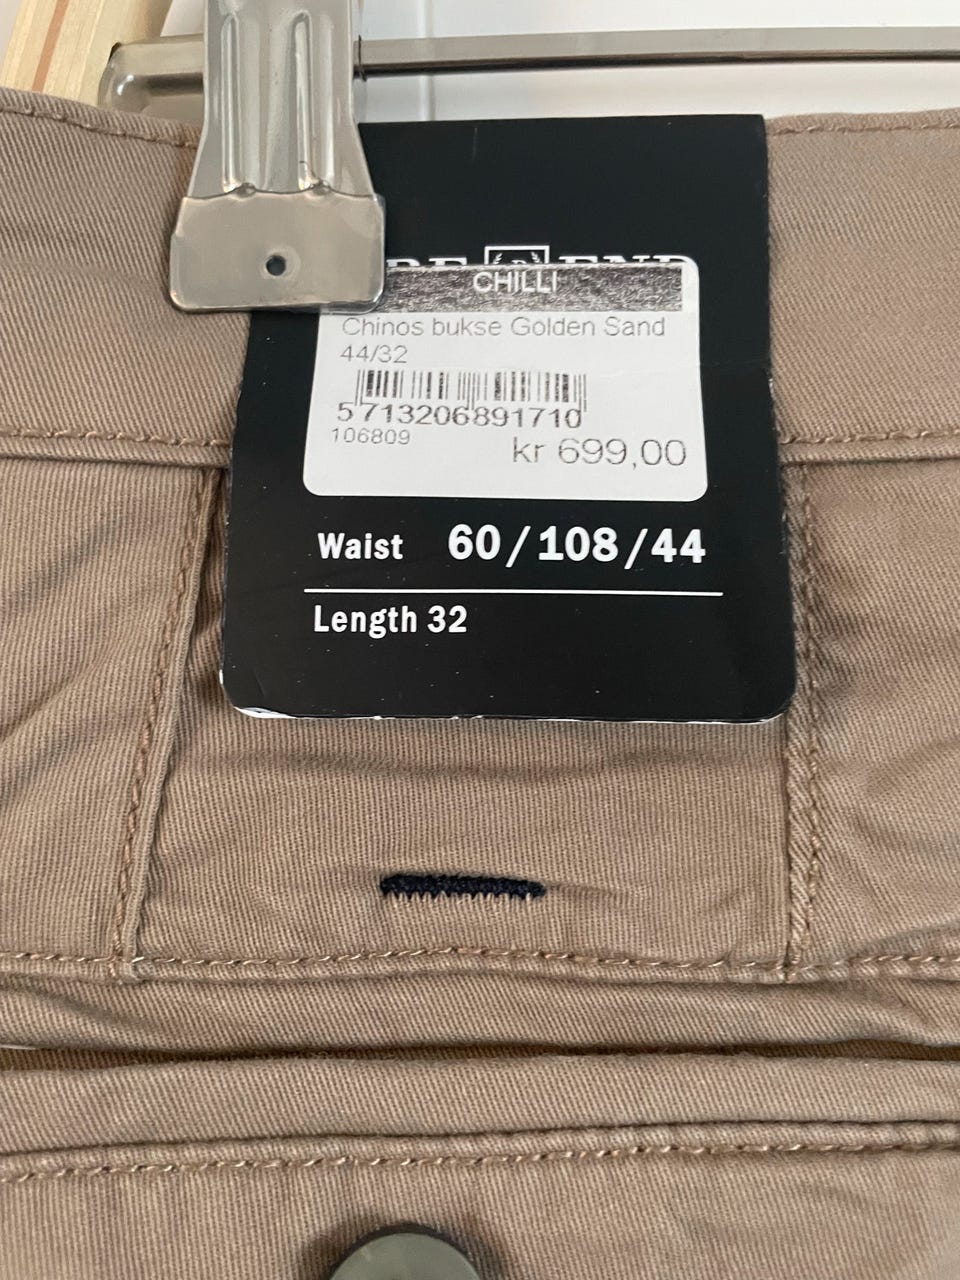 CHILLI
Chinos bukse Golden Sand
44/32
5713206891710
106809
kr 699,00
Waist 60/108/44
Length 32